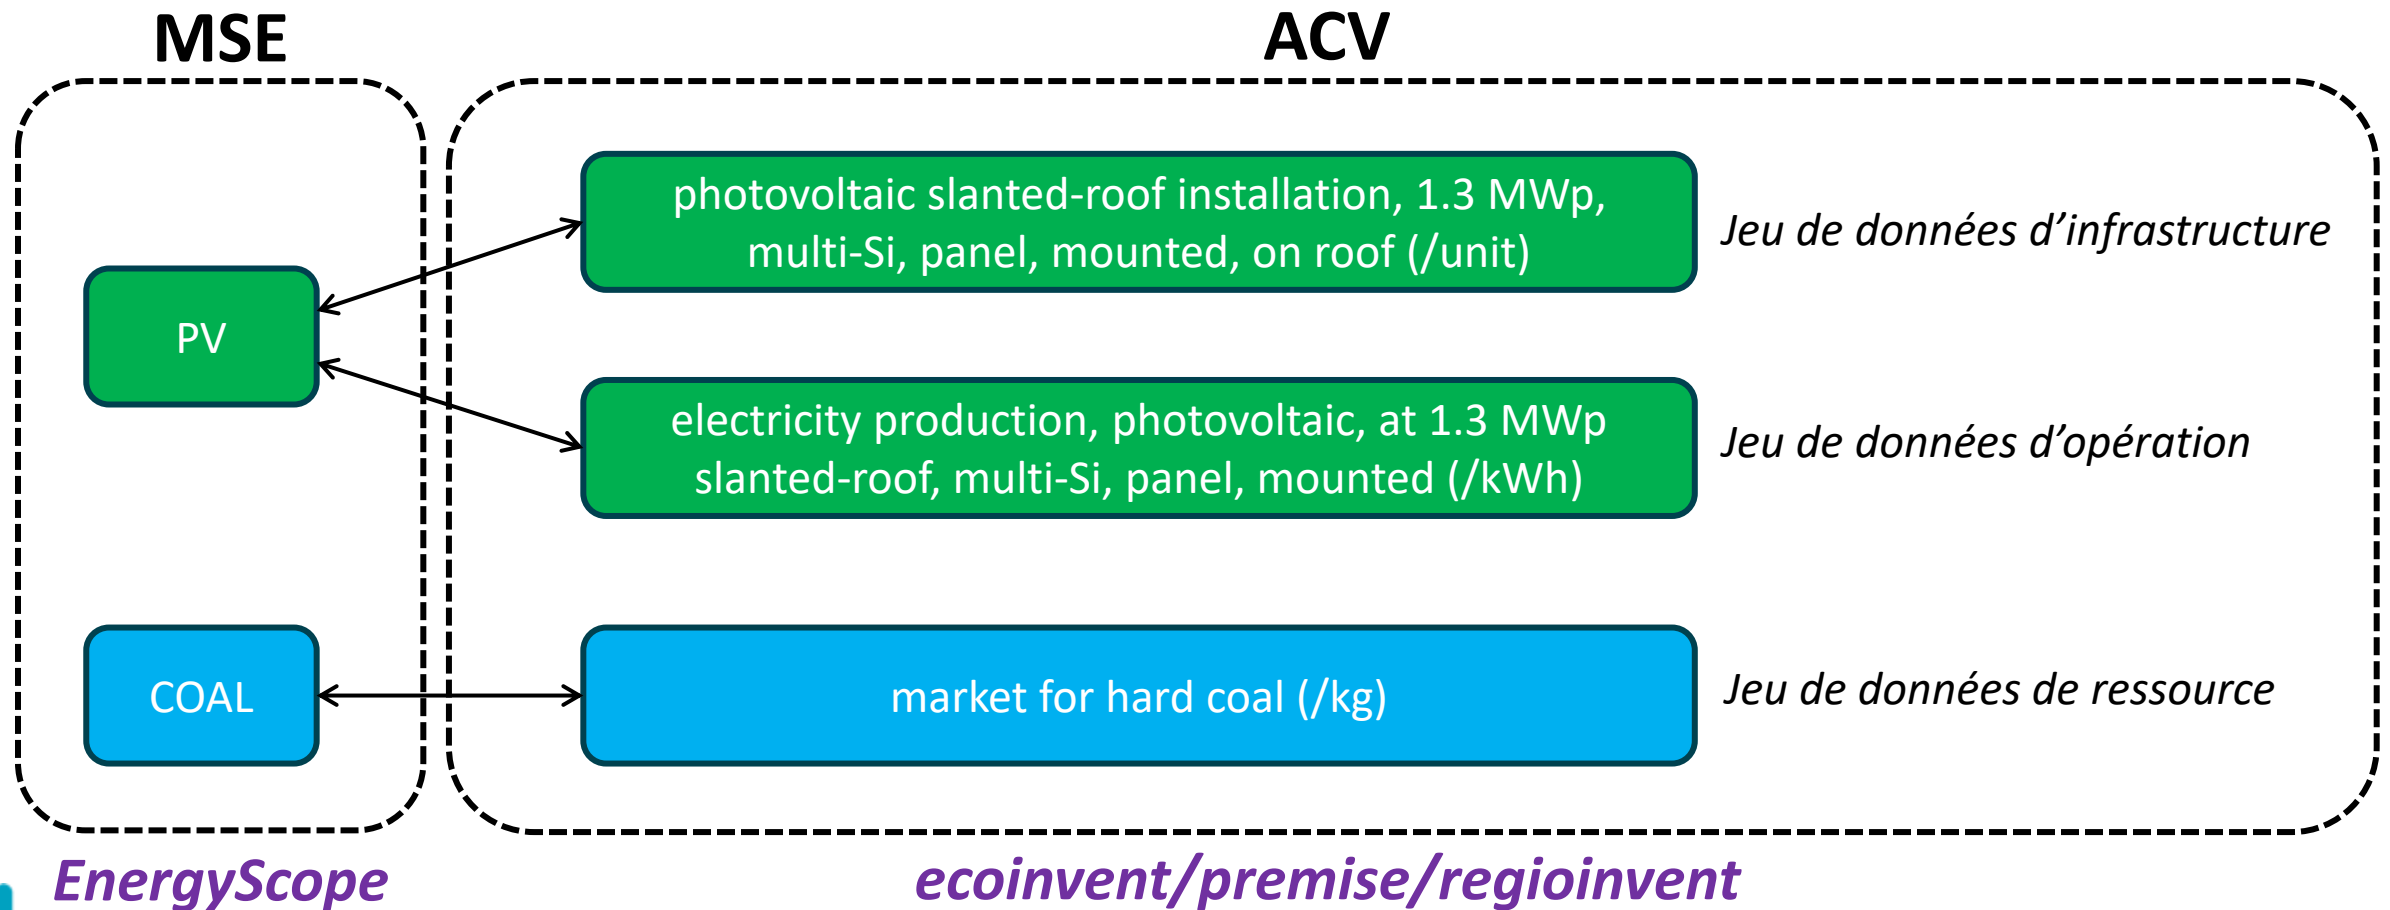 MSE
ACV
photovoltaic slanted-roof installation, 1.3 MWp,
multi-Si, panel, mounted, on roof (/unit)
Jeu de données d’infrastructure
PV
electricity production, photovoltaic, at 1.3 MWp
slanted-roof, multi-Si, panel, mounted (/kWh)
Jeu de données d’opération
COAL
market for hard coal (/kg)
Jeu de données de ressource
EnergyScope
ecoinvent/premise/regioinvent